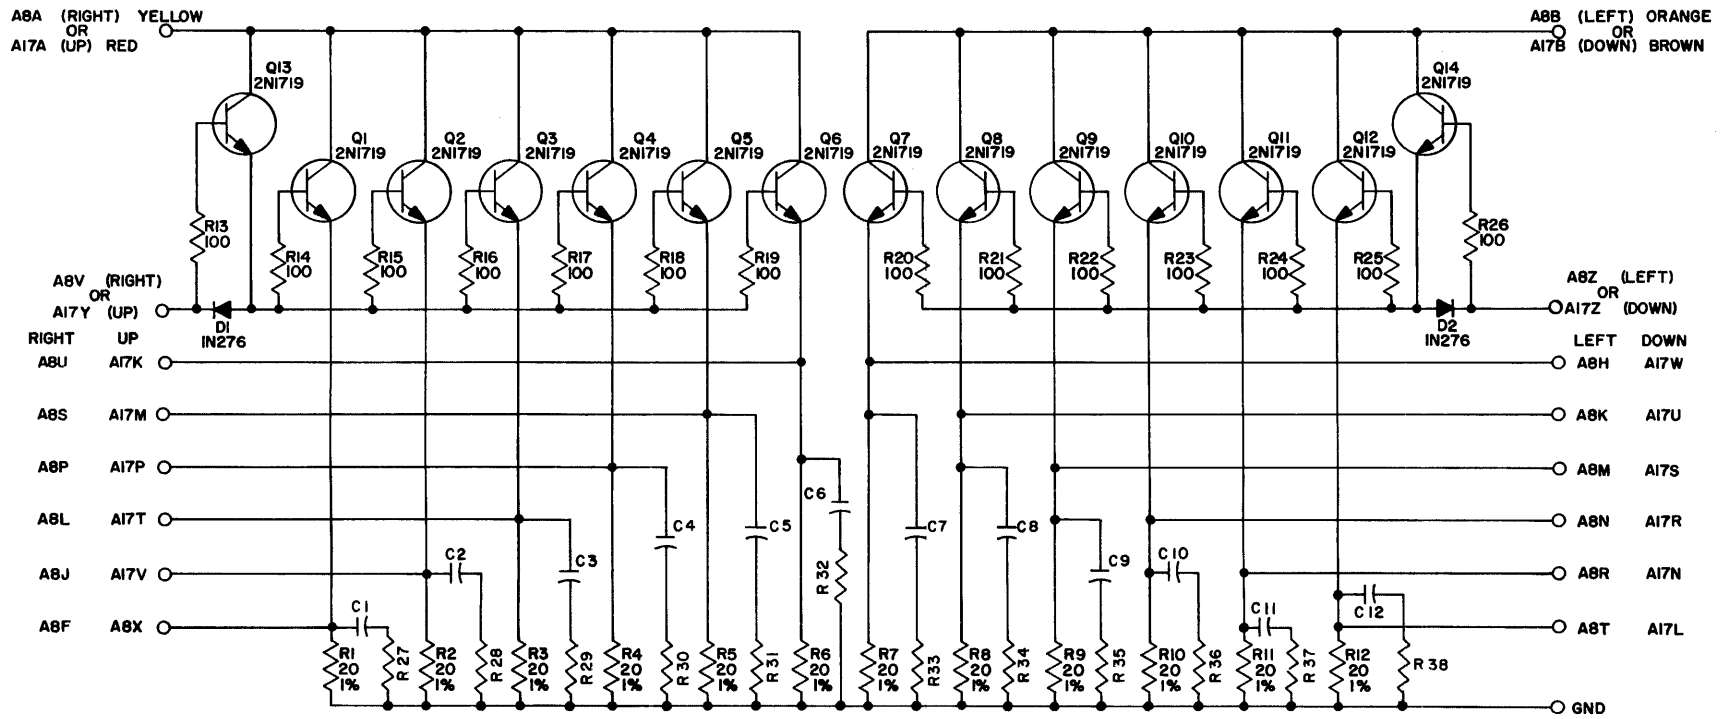 A8A (RIGHT) YELLOW
OR
A17A (UP) RED
A8B (LEFT) ORANGE
OR
A17B (DOWN) BROWN
Q13
2N1719
Q14
2N1719
Q1
2N1719
Q2
2N1719
Q3
2N1719
Q4
2N1719
Q5
2N1719
Q6
2N1719
Q7
2N1719
Q8
2N1719
Q9
2N1719
Q10
2N1719
Q11
2N1719
Q12
2N1719
R13
100
R14
100
R15
100
R16
100
R17
100
R18
100
R19
100
R20
100
R21
100
R22
100
R23
100
R24
100
R25
100
R26
100
A8V (RIGHT)
OR
A17Y (UP)
D1
1N276
A8Z (LEFT)
OR
A17Z (DOWN)
D2
1N276
RIGHT UP
LEFT DOWN
A8U A17K
A8H A17W
A8S A17M
A8K A17U
A8P A17P
A8M A17S
A8L A17T
A8N A17R
A8J A17V
A8R A17N
A8F A8X
A8T A17L
C1
C2
C3
C4
C5
C6
C7
C8
C9
C10
C11
C12
R1
20
1%
R27
R2
20
1%
R28
R3
20
1%
R29
R4
20
1%
R30
R5
20
1%
R31
R6
20
1%
R32
R7
20
1%
R33
R8
20
1%
R34
R9
20
1%
R35
R10
20
1%
R36
R11
20
1%
R37
R12
20
1%
R38
GND